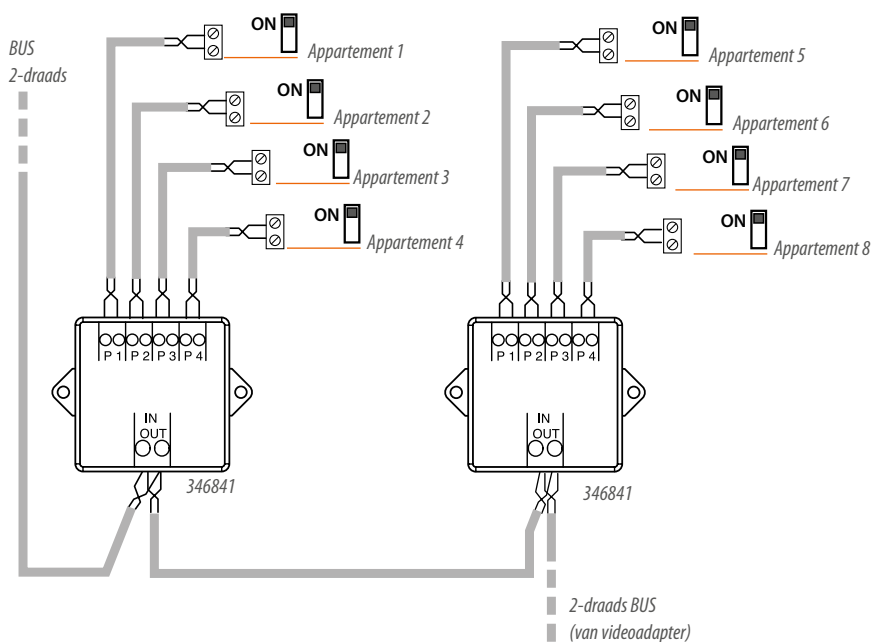 BUS
2-draads
ON
Appartement 1
ON
Appartement 2
ON
Appartement 3
ON
Appartement 4
P 1 P 2 P 3 P 4
IN
OUT
346841
ON
Appartement 5
ON
Appartement 6
ON
Appartement 7
ON
Appartement 8
P 1 P 2 P 3 P 4
IN
OUT
346841
2-draads BUS
(van videoadapter)